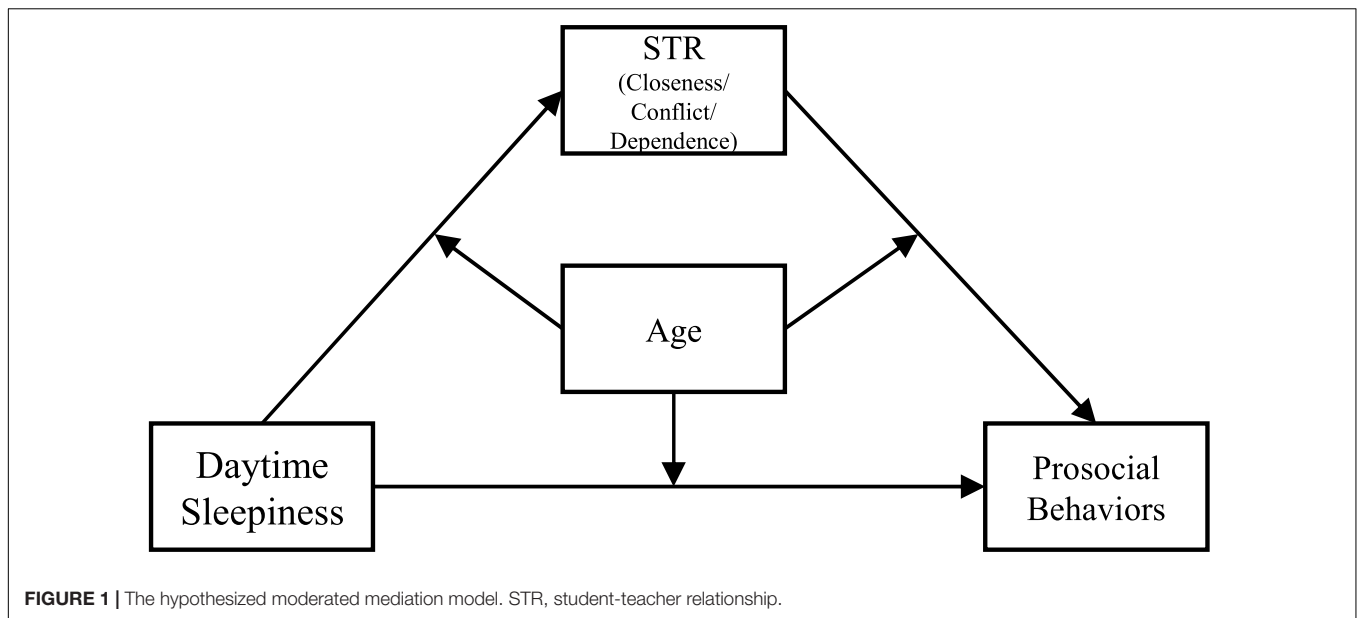 STR
(Closeness/
Conflict/
Dependence)
Age
Daytime
Sleepiness
Prosocial
Behaviors
FIGURE 1 | The hypothesized moderated mediation model. STR, student-teacher relationship.